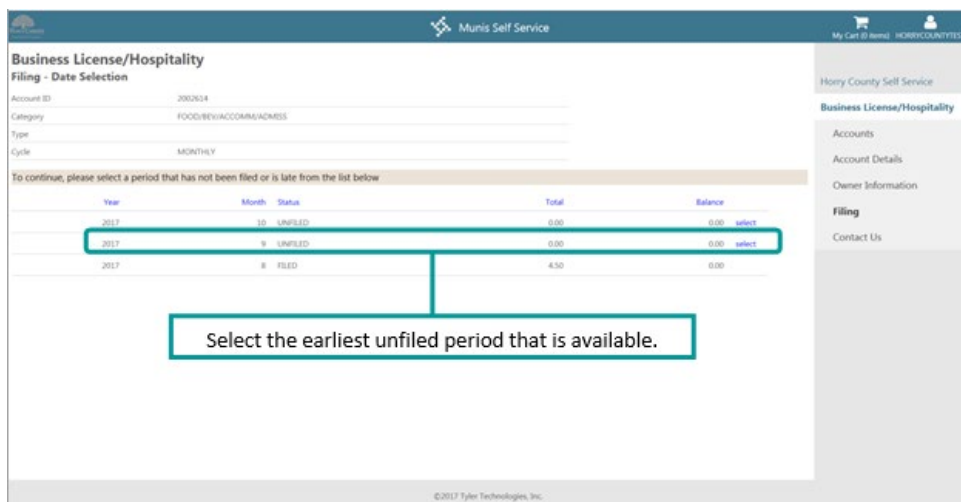 Munis Self Service
My Cart (0 items) HORRYCOUNTYTES
Business License/Hospitality
Filing - Date Selection
Account ID 2002614
Category FOOD/BEV/ACCOMM/ADMISS
Type
Cycle MONTHLY
To continue, please select a period that has not been filed or is late from the list below
Year Month Status Total Balance
2017 10 UNFILED 0.00 0.00 select
2017 9 UNFILED 0.00 0.00 select
2017 8 FILED 4.50 0.00
Select the earliest unfiled period that is available.
Horry County Self Service
Business License/Hospitality
Accounts
Account Details
Owner Information
Filing
Contact Us
©2017 Tyler Technologies, Inc.